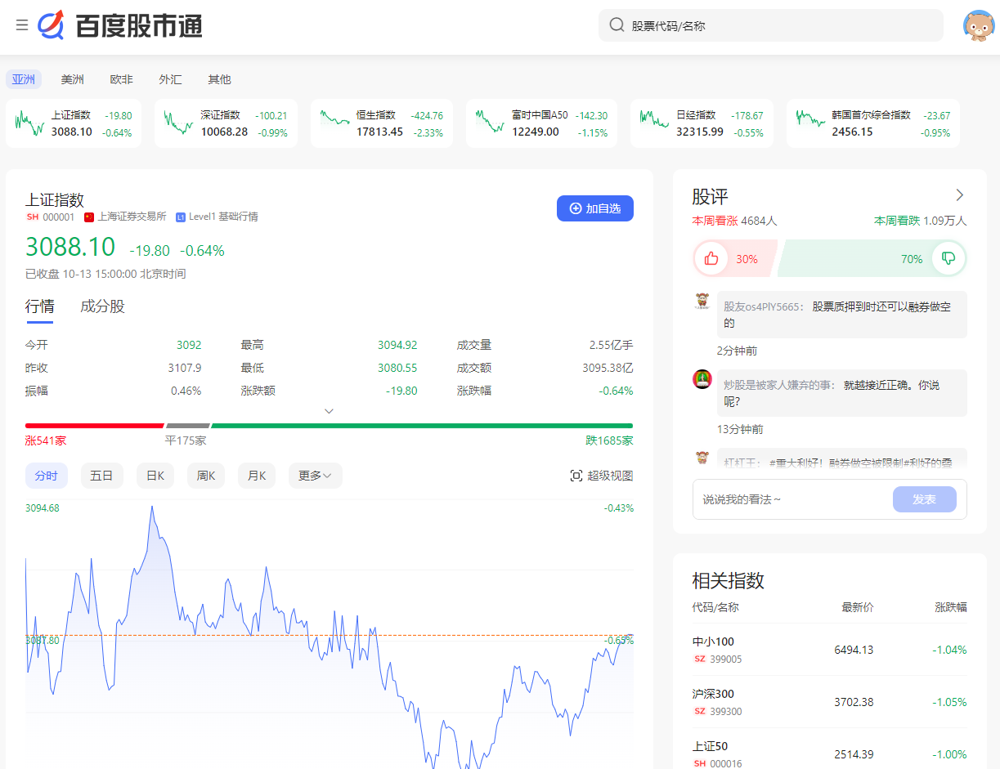 百度股市通
股票代码/名称
亚洲 美洲 欧非 外汇 其他
上证指数 -19.80
3088.10 -0.64%
深证指数 -100.21
10068.28 -0.99%
恒生指数 -424.76
17813.45 -2.33%
富时中国A50 -142.30
12249.00 -1.15%
日经指数 -178.67
32315.99 -0.55%
韩国首尔综合指数 -23.67
2456.15 -0.95%
上证指数
SH 000001 上海证券交易所 L1 Level1 基础行情
加自选
3088.10 -19.80 -0.64%
已收盘 10-13 15:00:00 北京时间
行情 成分股
今开 3092 最高 3094.92 成交量 2.55亿手
昨收 3107.9 最低 3080.55 成交额 3095.38亿
振幅 0.46% 涨跌额 -19.80 涨跌幅 -0.64%
涨541家 平175家 跌1685家
分时 五日 日K 周K 月K 更多 超级视图
3094.68 -0.43%
3087.80 -0.65%
股评
本周看涨 4684人 本周看跌 1.09万人
30% 70%
股友os4PlY5665： 股票质押到时还可以融券做空
的
2分钟前
炒股是被家人嫌弃的事： 就越接近正确。你说
呢?
13分钟前
杠杠王： #重大利好！融券做空被限制#利好的叠
说说我的看法～ 发表
相关指数
代码/名称 最新价 涨跌幅
中小100
SZ 399005 6494.13 -1.04%
沪深300
SZ 399300 3702.38 -1.05%
上证50
SH 000016 2514.39 -1.00%